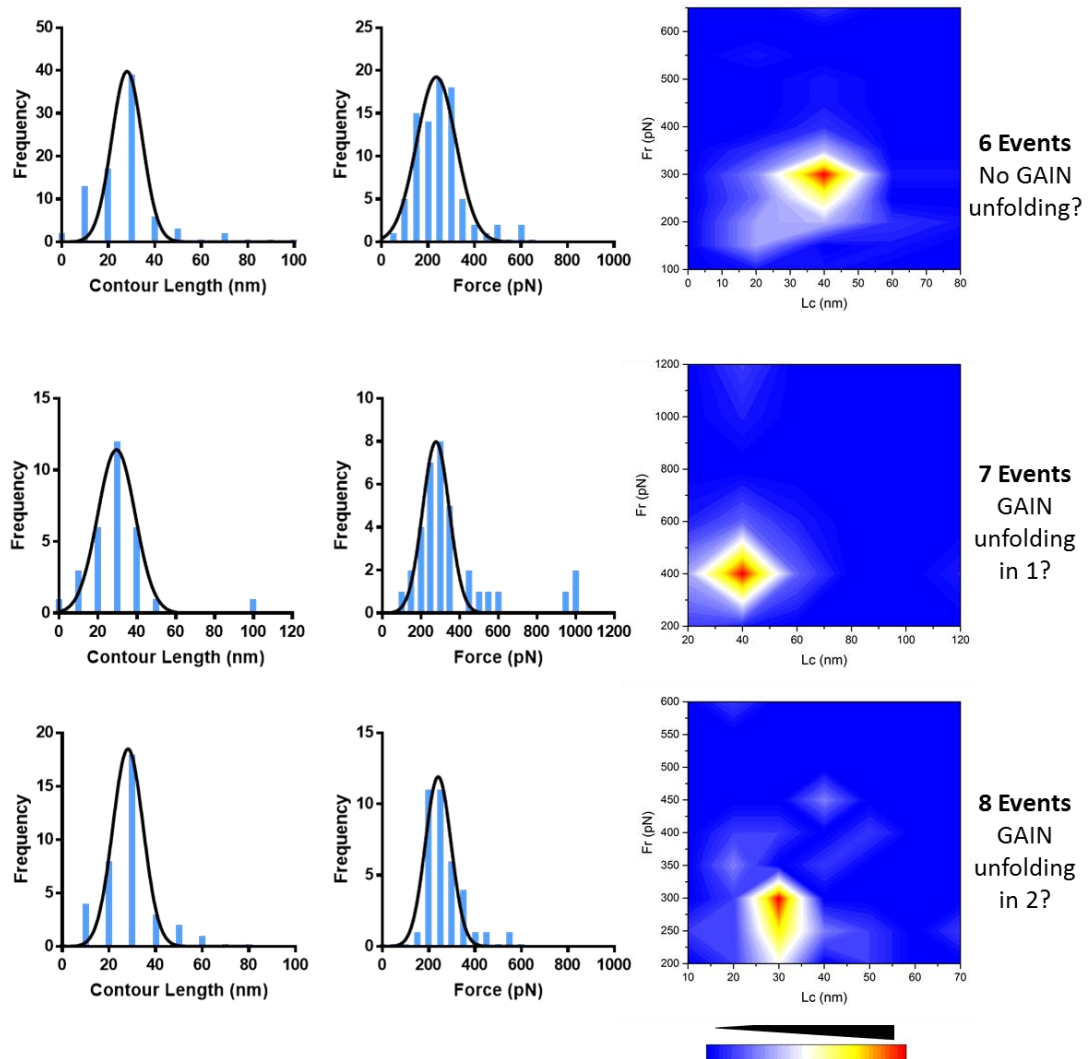 50
40
30
20
10
0
Frequency
0 20 40 60 80 100
Contour Length (nm)
25
20
15
10
5
0
Frequency
0 200 400 600 800 1000
Force (pN)
600
500
400
300
200
100
Fr (pN)
0 10 20 30 40 50 60 70 80
Lc (nm)
6 Events
No GAIN
unfolding?
15
10
5
0
Frequency
0 20 40 60 80 100 120
Contour Length (nm)
10
8
6
4
2
0
Frequency
0 200 400 600 800 1000 1200
Force (pN)
1200
1000
800
600
400
200
Fr (pN)
20 40 60 80 100 120
Lc (nm)
7 Events
GAIN
unfolding
in 1?
20
15
10
5
0
Frequency
0 20 40 60 80 100
Contour Length (nm)
15
10
5
0
Frequency
0 200 400 600 800 1000
Force (pN)
600
550
500
450
400
350
300
250
200
Fr (pN)
10 20 30 40 50 60 70
Lc (nm)
8 Events
GAIN
unfolding
in 2?